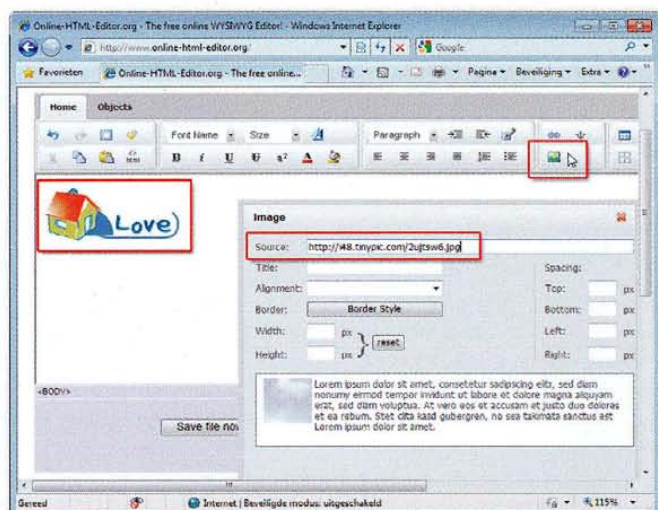 Online-HTML-Editor.org - The free online WYSIWYG Editor! - Windows Internet Explorer
http://www.online-html-editor.org/
Google
Favorieten
Online-HTML-Editor.org - The free online...
Pagina
Beveiliging
Extra
Home
Objects
Font Name
Size
Paragraph
html
B
I
U
A
Love)
Image
Source:
http://i48.tinypic.com/2ujtsw6.jpg
Title:
Spacing:
Alignment:
Top:
px
Border:
Border Style
Bottom:
px
Width:
px
reset
Left:
px
Height:
px
Right:
px
Lorem ipsum dolor sit amet, consetetur sadipscing elitr, sed diam
nonumy eirmod tempor invidunt ut labore et dolore magna aliquyam
erat, sed diam voluptua. At vero eos et accusam et justo duo dolores
et ea rebum. Stet clita kasd gubergren, no sea takimata sanctus est
Lorem ipsum dolor sit amet.
<BODY>
Save file now
Gereed
Internet | Beveiligde modus: uitgeschakeld
115%